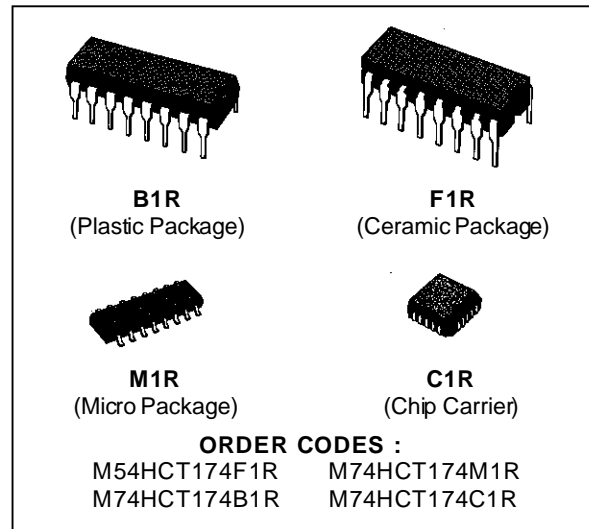 B1R
(Plastic Package)
F1R
(Ceramic Package)
M1R
(Micro Package)
C1R
(Chip Carrier)
ORDER CODES :
M54HCT174F1R M74HCT174M1R
M74HCT174B1R M74HCT174C1R